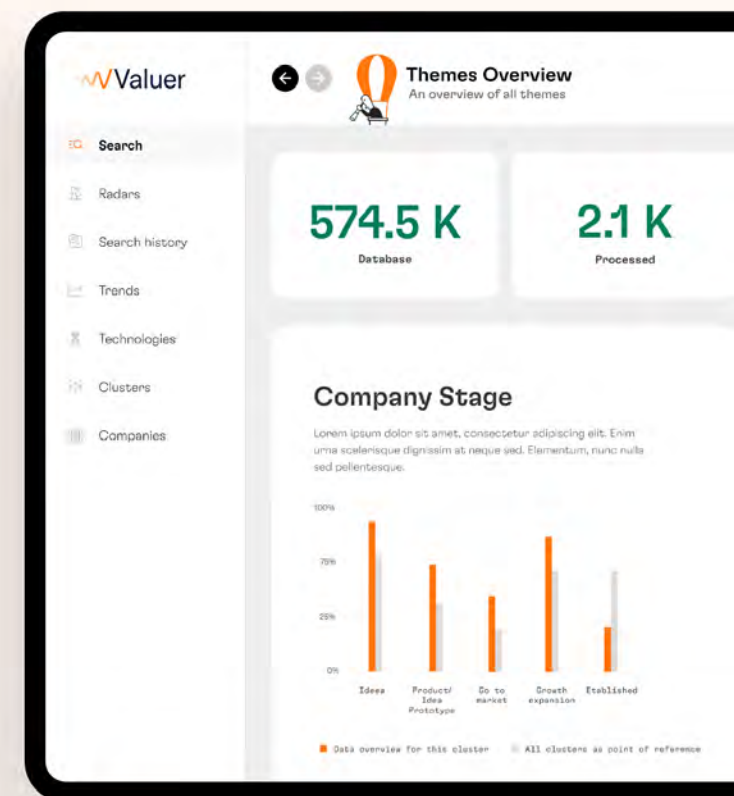 Valuer
Themes Overview
An overview of all themes
Search
Radars
Search history
Trends
Technologies
Clusters
Companies
574.5 K
Database
2.1 K
Processed
Company Stage
Lorem ipsum dolor sit amet, consectetur adipiscing elit. Enim
urna scelerisque dignissim at neque sed. Elementum, nunc nulla
sed pellentesque.
100%
75%
25%
0%
Ideea
Product/
Idea
Prototype
Go to
market
Growth
expansion
Etablished
Data overview for this cluster
All clusters as point of reference